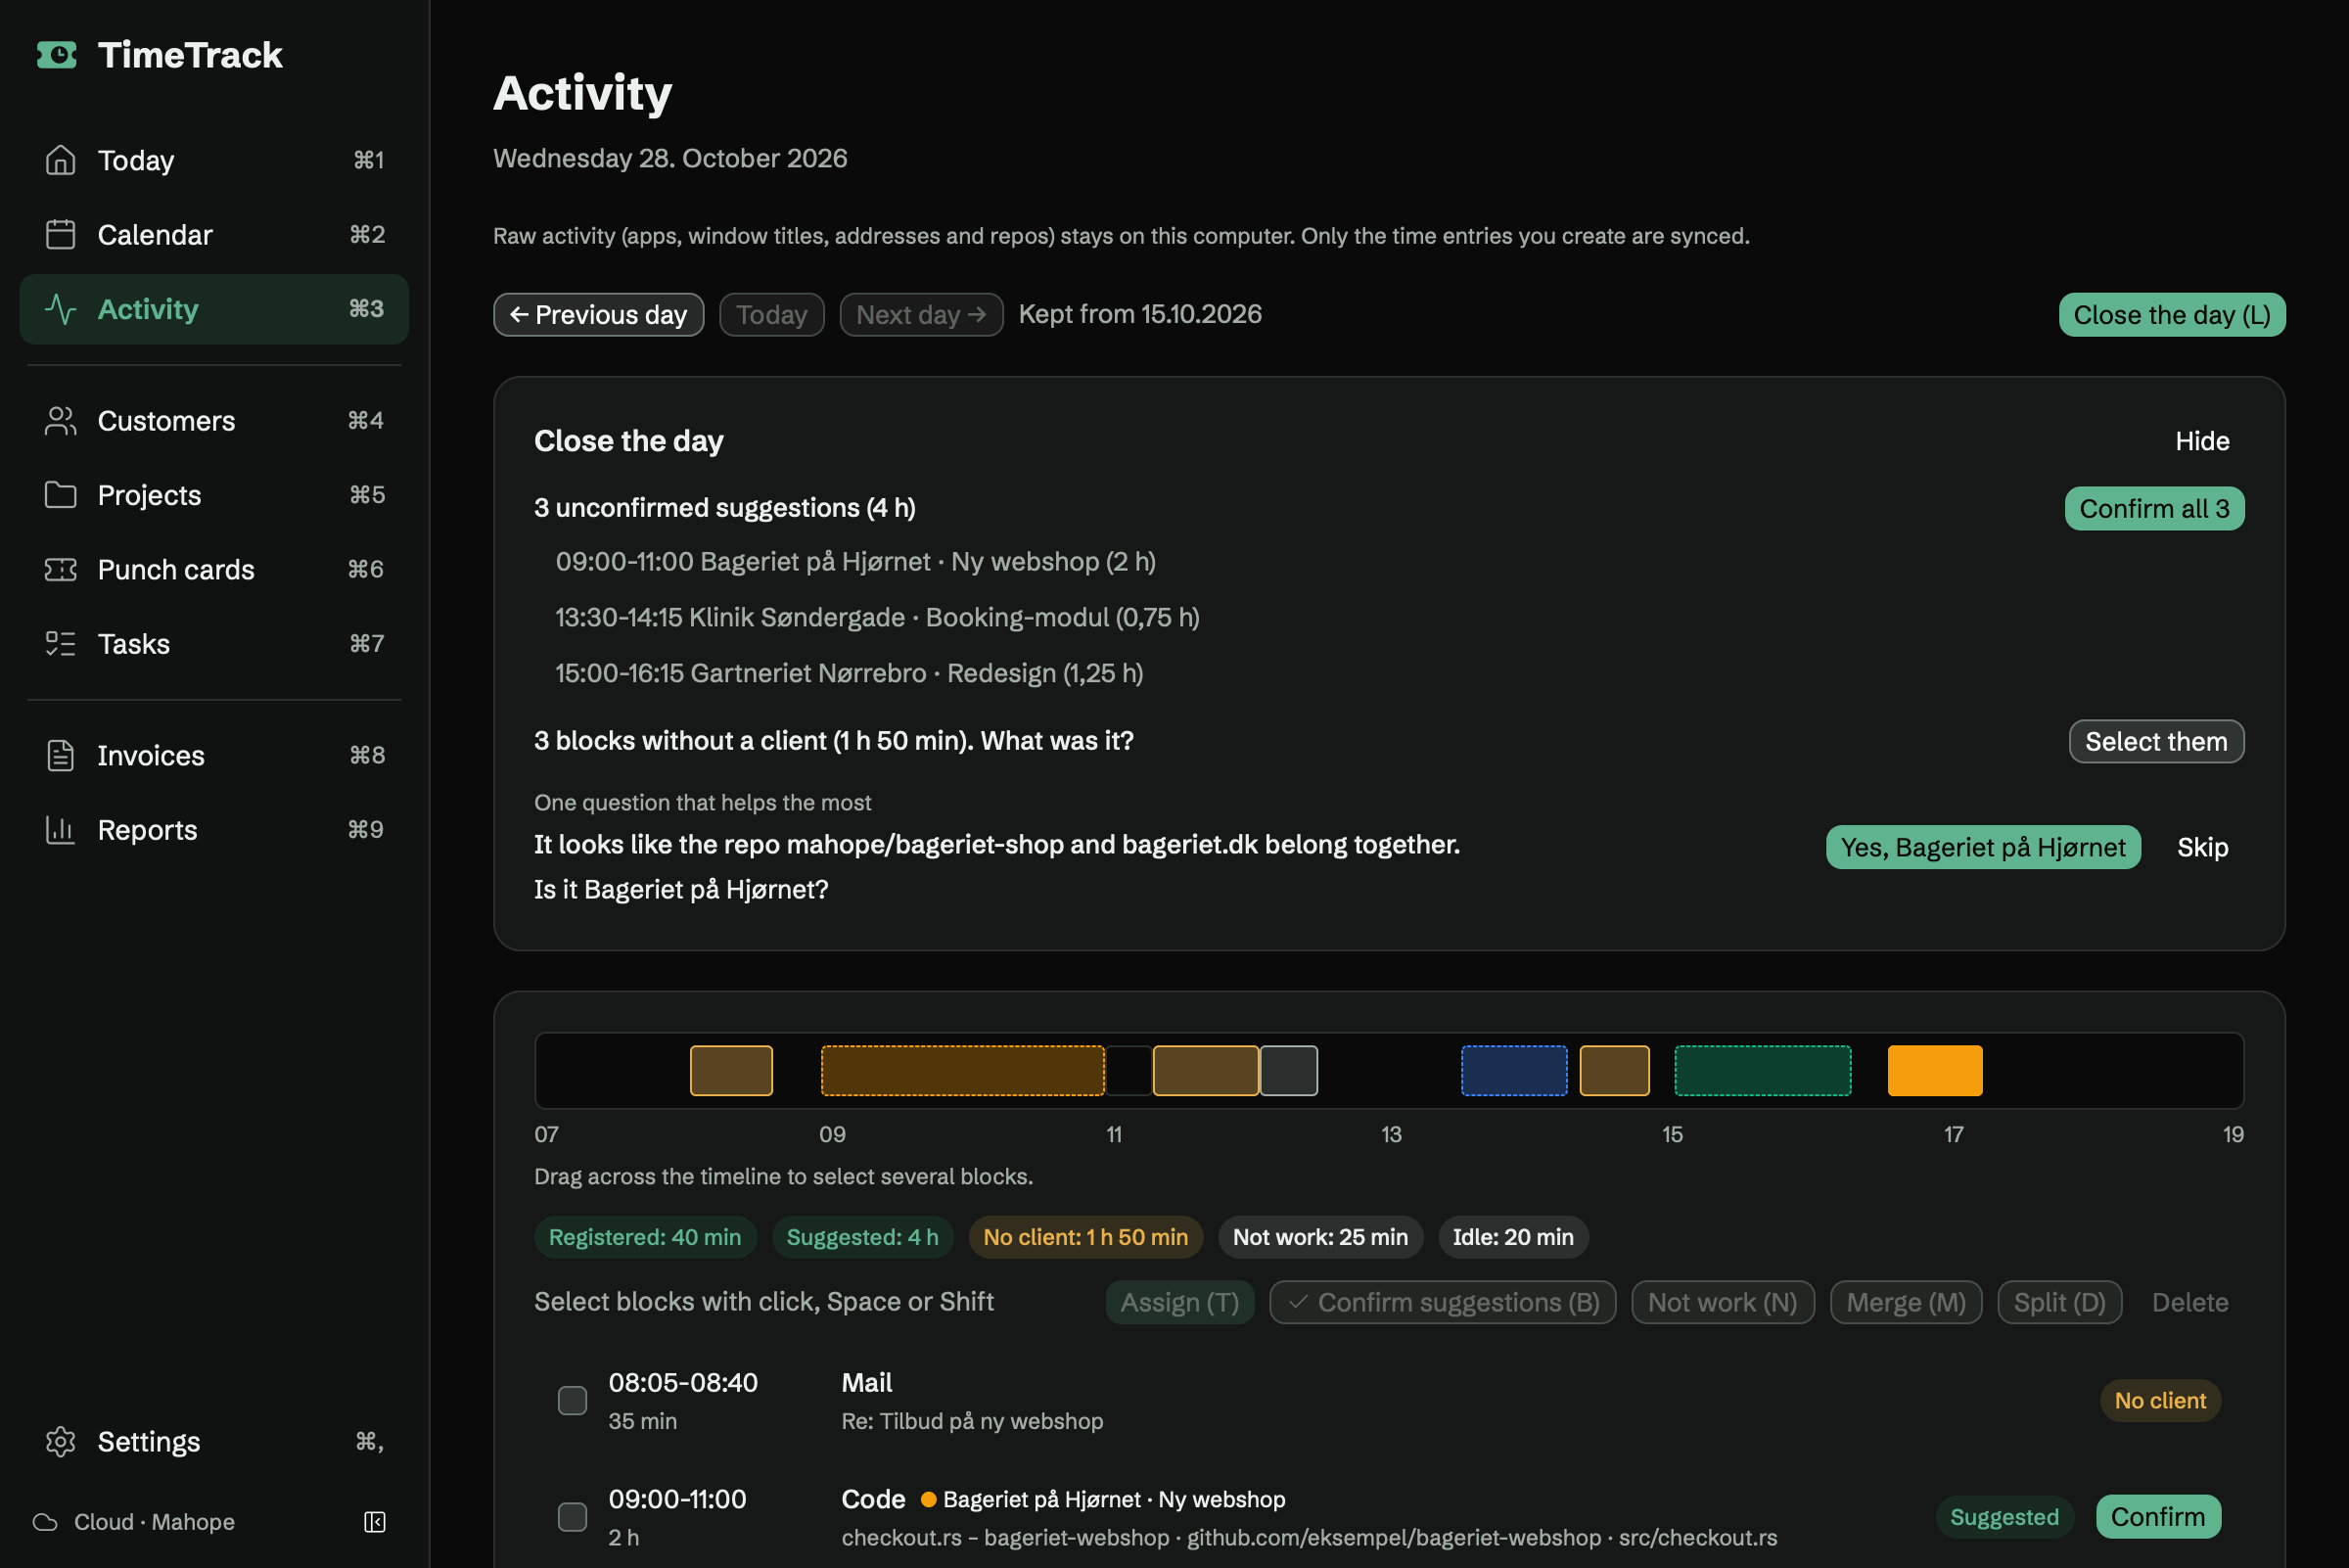 TimeTrack
Today ⌘1
Calendar ⌘2
Activity ⌘3
Customers ⌘4
Projects ⌘5
Punch cards ⌘6
Tasks ⌘7
Invoices ⌘8
Reports ⌘9
Settings ⌘,
Cloud · Mahope
Activity
Wednesday 28. October 2026
Raw activity (apps, window titles, addresses and repos) stays on this computer. Only the time entries you create are synced.
← Previous day Today Next day → Kept from 15.10.2026 Close the day (L)
Close the day Hide
3 unconfirmed suggestions (4 h) Confirm all 3
09:00-11:00 Bageriet på Hjørnet · Ny webshop (2 h)
13:30-14:15 Klinik Søndergade · Booking-modul (0,75 h)
15:00-16:15 Gartneriet Nørrebro · Redesign (1,25 h)
3 blocks without a client (1 h 50 min). What was it? Select them
One question that helps the most
It looks like the repo mahope/bageriet-shop and bageriet.dk belong together. Yes, Bageriet på Hjørnet Skip
Is it Bageriet på Hjørnet?
07 09 11 13 15 17 19
Drag across the timeline to select several blocks.
Registered: 40 min Suggested: 4 h No client: 1 h 50 min Not work: 25 min Idle: 20 min
Select blocks with click, Space or Shift Assign (T) ✓ Confirm suggestions (B) Not work (N) Merge (M) Split (D) Delete
08:05-08:40 Mail No client
35 min Re: Tilbud på ny webshop
09:00-11:00 Code Bageriet på Hjørnet · Ny webshop Suggested Confirm
2 h checkout.rs – bageriet-webshop · github.com/eksempel/bageriet-webshop · src/checkout.rs